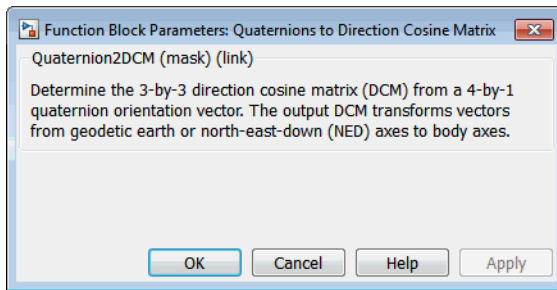 Function Block Parameters: Quaternions to Direction Cosine Matrix
Quaternion2DCM (mask) (link)
Determine the 3-by-3 direction cosine matrix (DCM) from a 4-by-1
quaternion orientation vector. The output DCM transforms vectors
from geodetic earth or north-east-down (NED) axes to body axes.
OK Cancel Help Apply